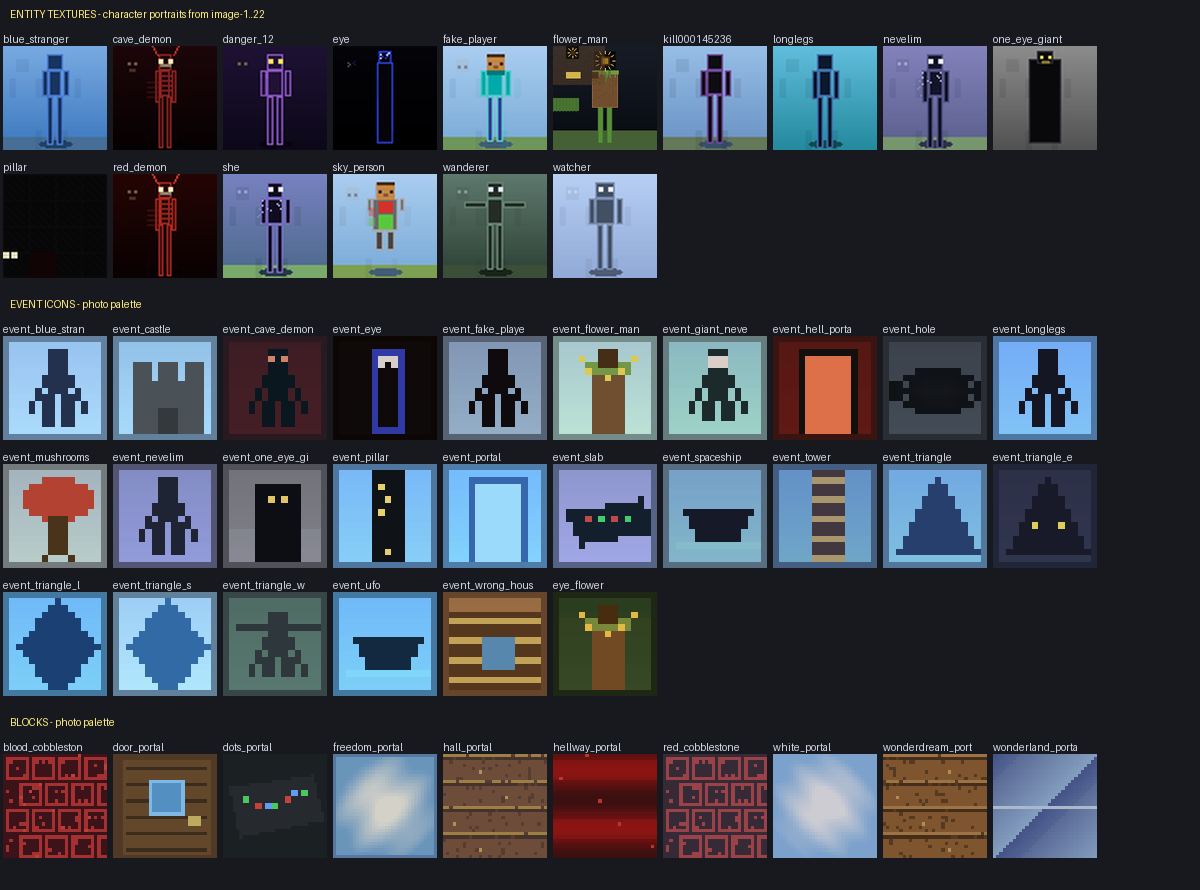 ENTITY TEXTURES - character portraits from image-1..22
blue_stranger cave_demon danger_12 eye fake_player flower_man kill000145236 longlegs nevelim one_eye_giant
pillar red_demon she sky_person wanderer watcher
EVENT ICONS - photo palette
event_blue_stran event_castle event_cave_demon event_eye event_fake_playe event_flower_man event_giant_neve event_hell_porta event_hole event_longlegs
event_mushrooms event_nevelim event_one_eye_gi event_pillar event_portal event_slab event_spaceship event_tower event_triangle event_triangle_e
event_triangle_l event_triangle_s event_triangle_w event_ufo event_wrong_hous eye_flower
BLOCKS - photo palette
blood_cobbleston door_portal dots_portal freedom_portal hall_portal hellway_portal red_cobblestone white_portal wonderdream_port wonderland_porta